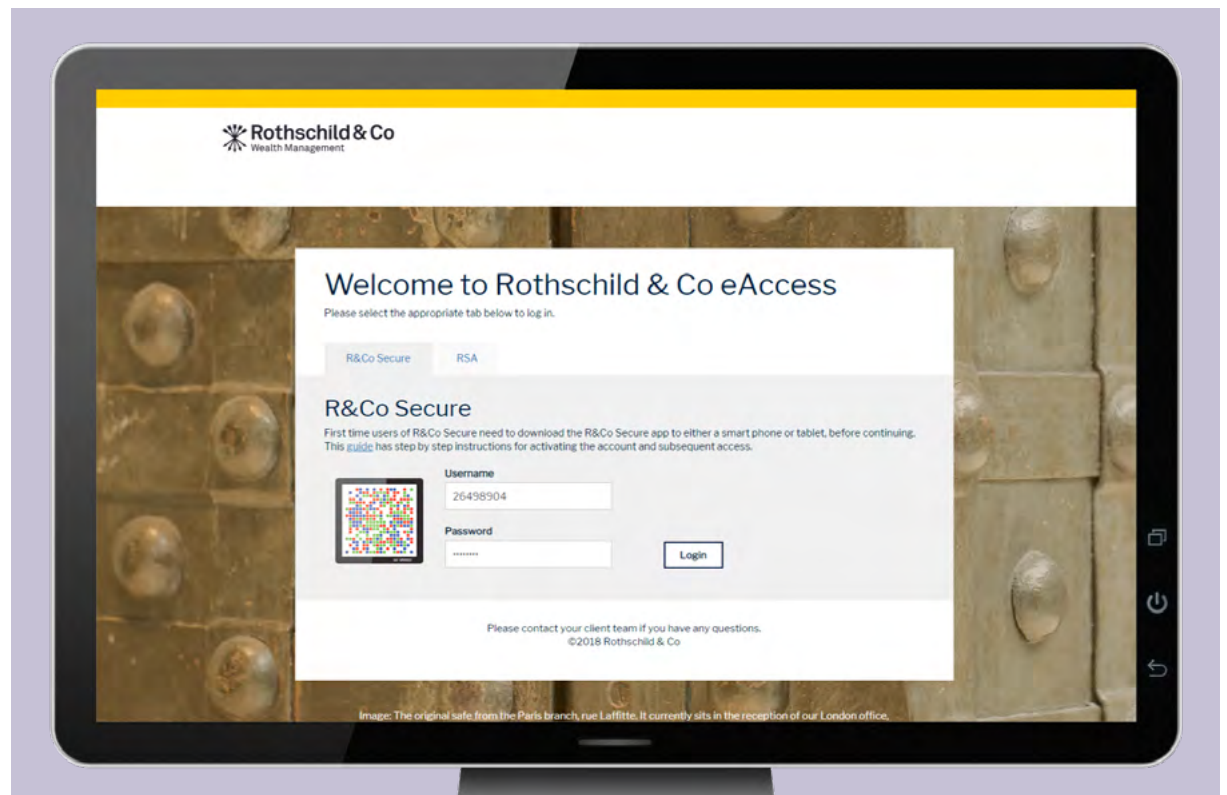 Rothschild & Co
Wealth Management
Welcome to Rothschild & Co eAccess
Please select the appropriate tab below to log in.
R&Co Secure
RSA
R&Co Secure
First time users of R&Co Secure need to download the R&Co Secure app to either a smart phone or tablet, before continuing.
This guide has step by step instructions for activating the account and subsequent access.
Username
26498904
Password
········
Login
Please contact your client team if you have any questions.
©2018 Rothschild & Co
Image: The original safe from the Paris branch, rue Laffitte. It currently sits in the reception of our London office,